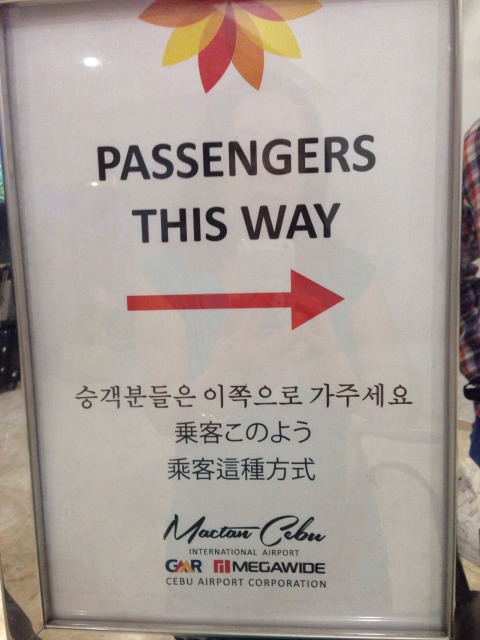 PASSENGERS
THIS WAY
승객분들은 이쪽으로 가주세요
乗客このよう
乘客這種方式
Mactan Cebu
INTERNATIONAL AIRPORT
GMR MEGAWIDE
CEBU AIRPORT CORPORATION